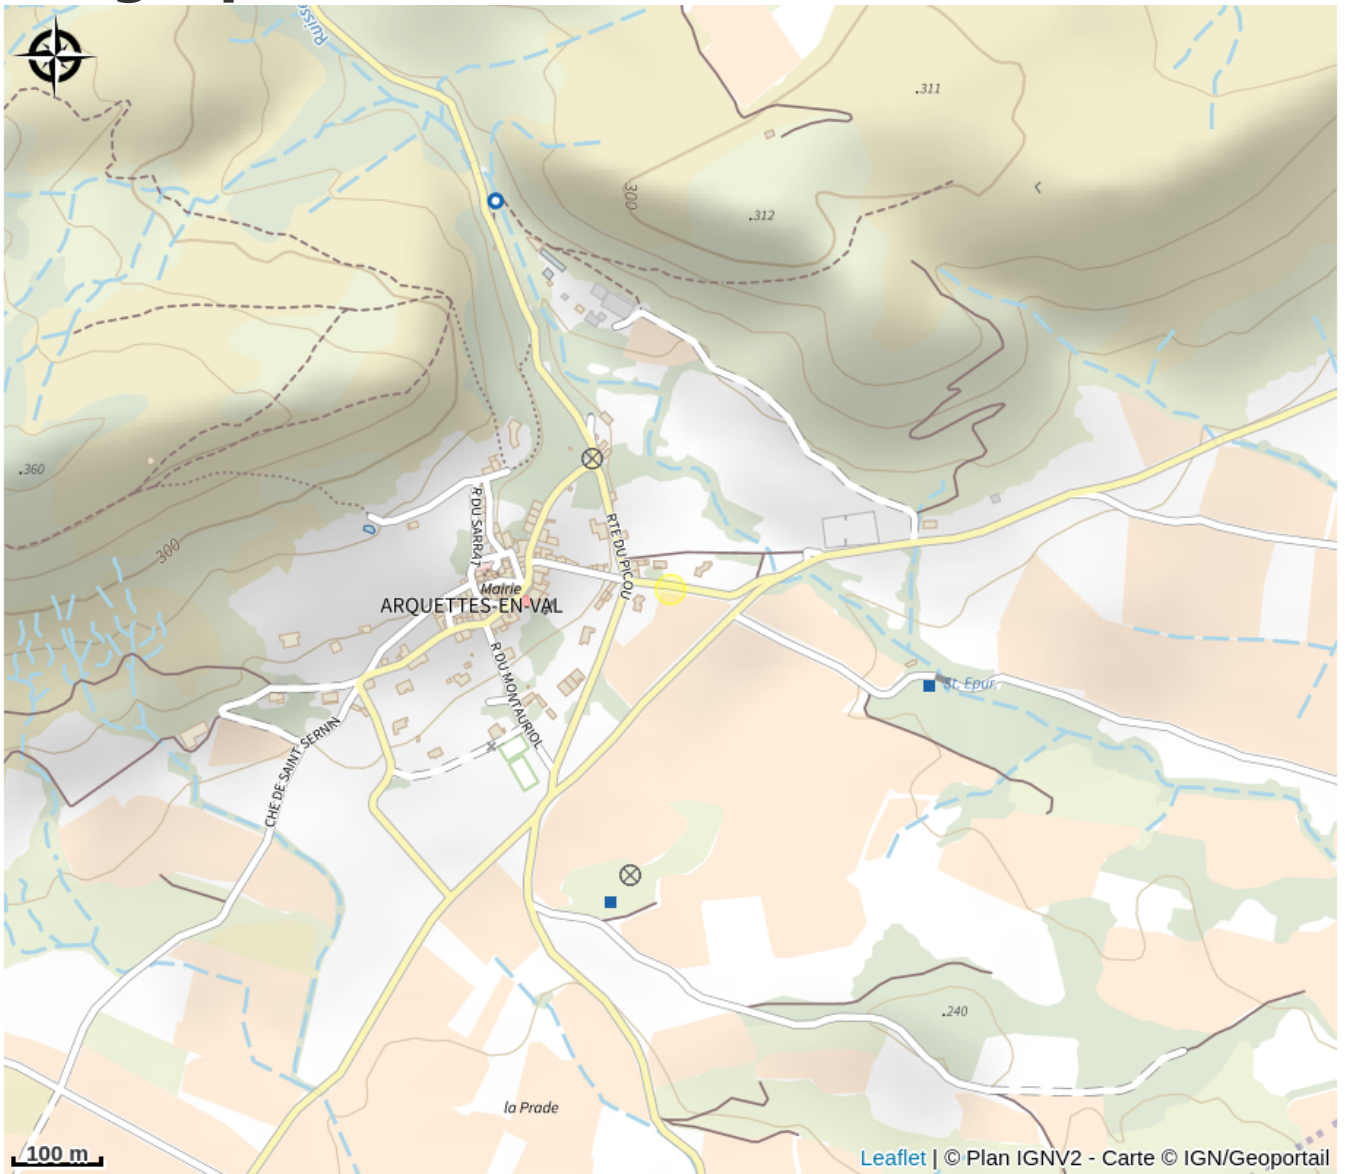 Ruiss
.311
300
.312
.360
300
R DU SARRAT
RTE DU PICOU
Mairie
ARQUETTES-EN-VAL
R DU MONTAURIOL
St. Epur.
CHE DE SAINT-SERNIN
.240
la Prade
100 m
Leaflet | © Plan IGNV2 - Carte © IGN/Geoportail